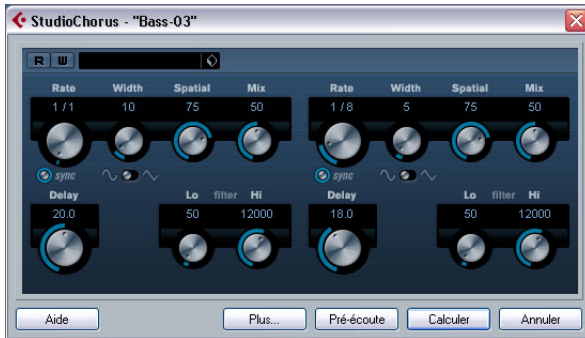 StudioChorus - "Bass-03"
R W
Rate Width Spatial Mix Rate Width Spatial Mix
1 / 1 10 75 50 1 / 8 5 75 50
sync sync
Delay Lo filter Hi Delay Lo filter Hi
20.0 50 12000 18.0 50 12000
Aide Plus... Pré-écoute Calculer Annuler